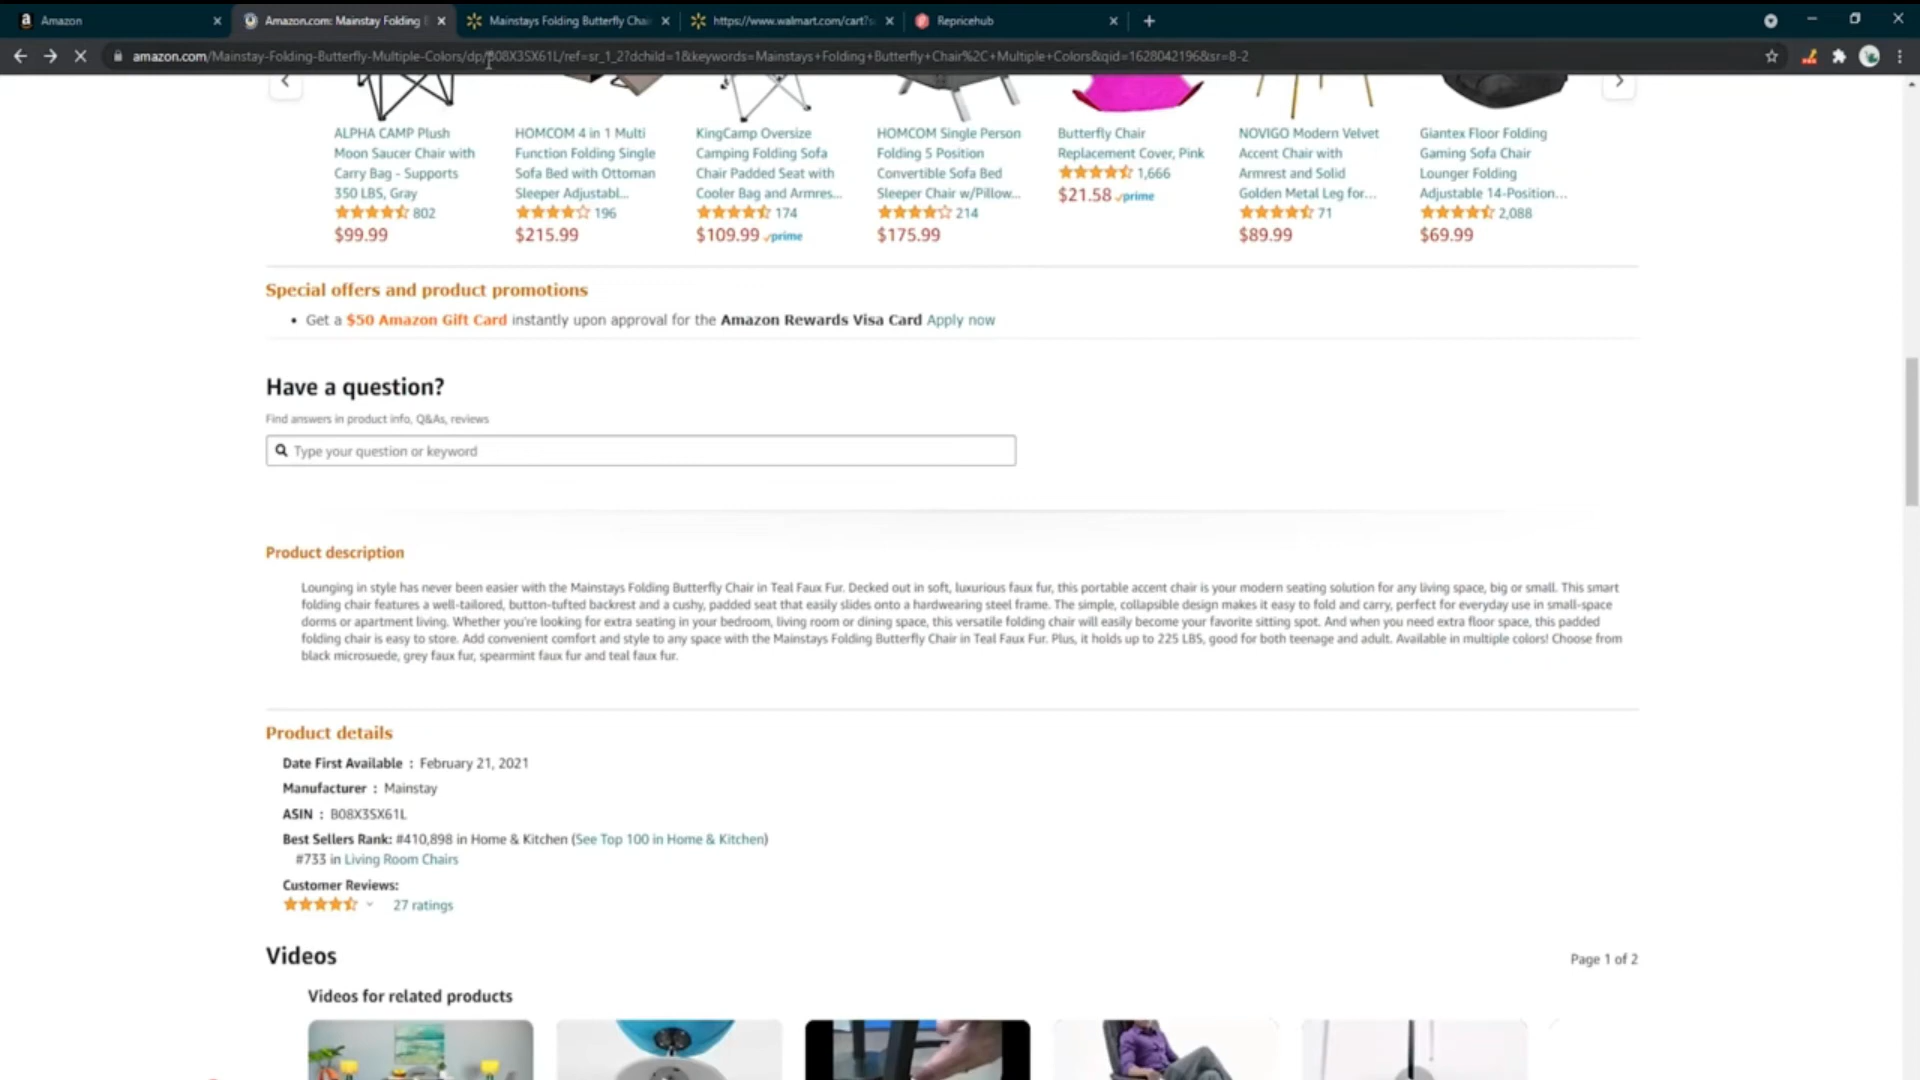 Amazon
Amazon.com: Mainstay Folding
Mainstays Folding Butterfly Chai
https://www.walmart.com/cart?s
Repricehub
amazon.com/Mainstay-Folding-Butterfly-Multiple-Colors/dp/B08X3SX61L/ref=sr_1_2?dchild=1&keywords=Mainstays+Folding+Butterfly+Chair%2C+Multiple+Colors&qid=1628042196&sr=8-2
ALPHA CAMP Plush
Moon Saucer Chair with
Carry Bag - Supports
350 LBS, Gray
802
$99.99
HOMCOM 4 in 1 Multi
Function Folding Single
Sofa Bed with Ottoman
Sleeper Adjustabl...
196
$215.99
KingCamp Oversize
Camping Folding Sofa
Chair Padded Seat with
Cooler Bag and Armres...
174
$109.99 prime
HOMCOM Single Person
Folding 5 Position
Convertible Sofa Bed
Sleeper Chair w/Pillow...
214
$175.99
Butterfly Chair
Replacement Cover, Pink
1,666
$21.58 prime
NOVIGO Modern Velvet
Accent Chair with
Armrest and Solid
Golden Metal Leg for...
71
$89.99
Giantex Floor Folding
Gaming Sofa Chair
Lounger Folding
Adjustable 14-Position...
2,088
$69.99
Special offers and product promotions
• Get a $50 Amazon Gift Card instantly upon approval for the Amazon Rewards Visa Card Apply now
Have a question?
Find answers in product info, Q&As, reviews
Type your question or keyword
Product description
Lounging in style has never been easier with the Mainstays Folding Butterfly Chair in Teal Faux Fur. Decked out in soft, luxurious faux fur, this portable accent chair is your modern seating solution for any living space, big or small. This smart
folding chair features a well-tailored, button-tufted backrest and a cushy, padded seat that easily slides onto a hardwearing steel frame. The simple, collapsible design makes it easy to fold and carry, perfect for everyday use in small-space
dorms or apartment living. Whether you're looking for extra seating in your bedroom, living room or dining space, this versatile folding chair will easily become your favorite sitting spot. And when you need extra floor space, this padded
folding chair is easy to store. Add convenient comfort and style to any space with the Mainstays Folding Butterfly Chair in Teal Faux Fur. Plus, it holds up to 225 LBS, good for both teenage and adult. Available in multiple colors! Choose from
black microsuede, grey faux fur, spearmint faux fur and teal faux fur.
Product details
Date First Available : February 21, 2021
Manufacturer : Mainstay
ASIN : B08X3SX61L
Best Sellers Rank: #410,898 in Home & Kitchen (See Top 100 in Home & Kitchen)
#733 in Living Room Chairs
Customer Reviews:
27 ratings
Videos
Page 1 of 2
Videos for related products